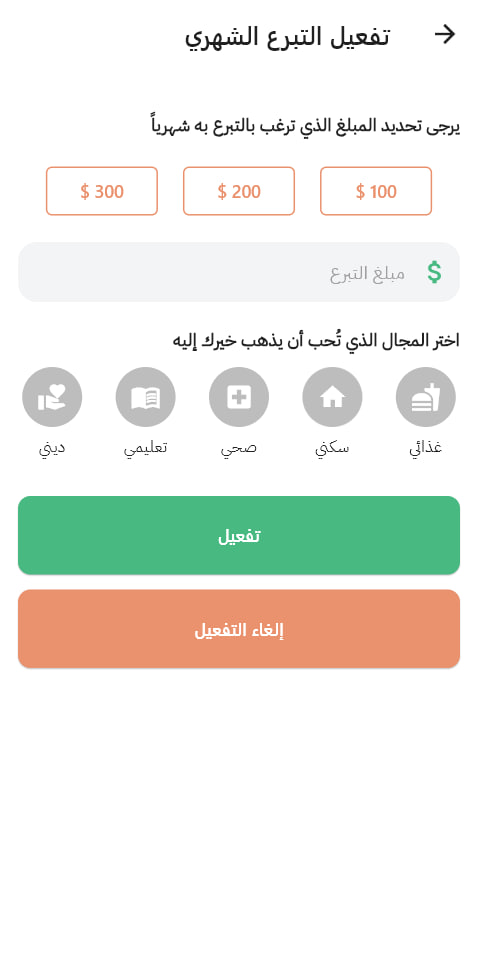 تفعيل التبرع الشهري
يرجى تحديد المبلغ الذي ترغب بالتبرع به شهرياً
100 $
200 $
300 $
مبلغ التبرع
$
اختر المجال الذي تُحب أن يذهب خيرك إليه
غذائي
سكني
صحي
تعليمي
ديني
تفعيل
إلغاء التفعيل